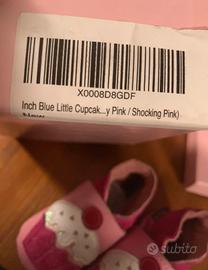 X0008D8GDF
Inch Blue Little Cupcak...y Pink / Shocking Pink)
subito